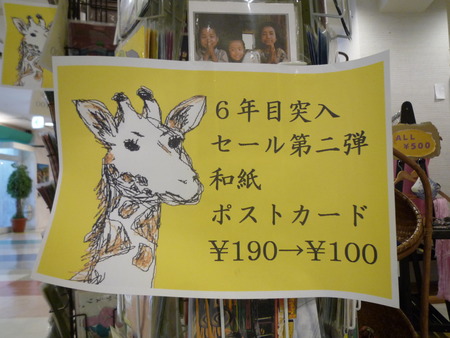 6年目突入
セール第二弾
和紙
ポストカード
¥190→¥100
ALL
¥500